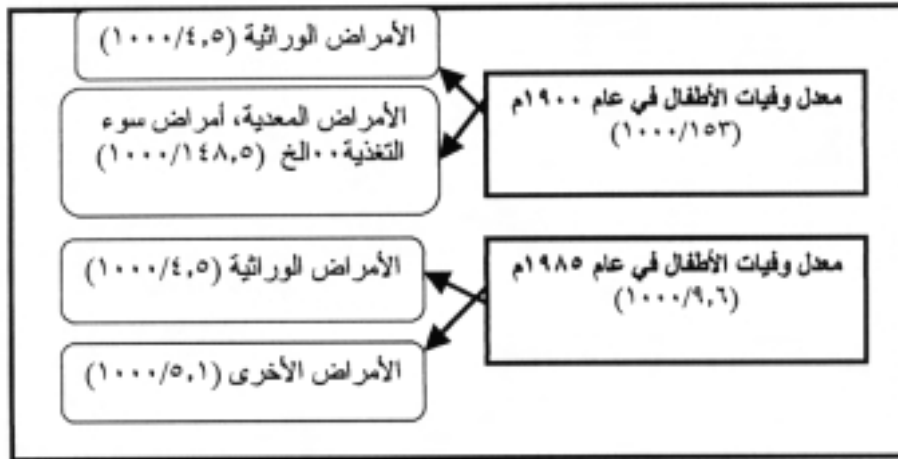 معدل وفيات الأطفال في عام ١٩٠٠م
(١٠٠٠/١٥٣)
الأمراض الوراثية (١٠٠٠/٤,٥)
الأمراض المعدية، أمراض سوء
التغذية..الخ (١٠٠٠/١٤٨,٥)
معدل وفيات الأطفال في عام ١٩٨٥م
(١٠٠٠/٩,٦)
الأمراض الوراثية (١٠٠٠/٤,٥)
الأمراض الأخرى (١٠٠٠/٥,١)